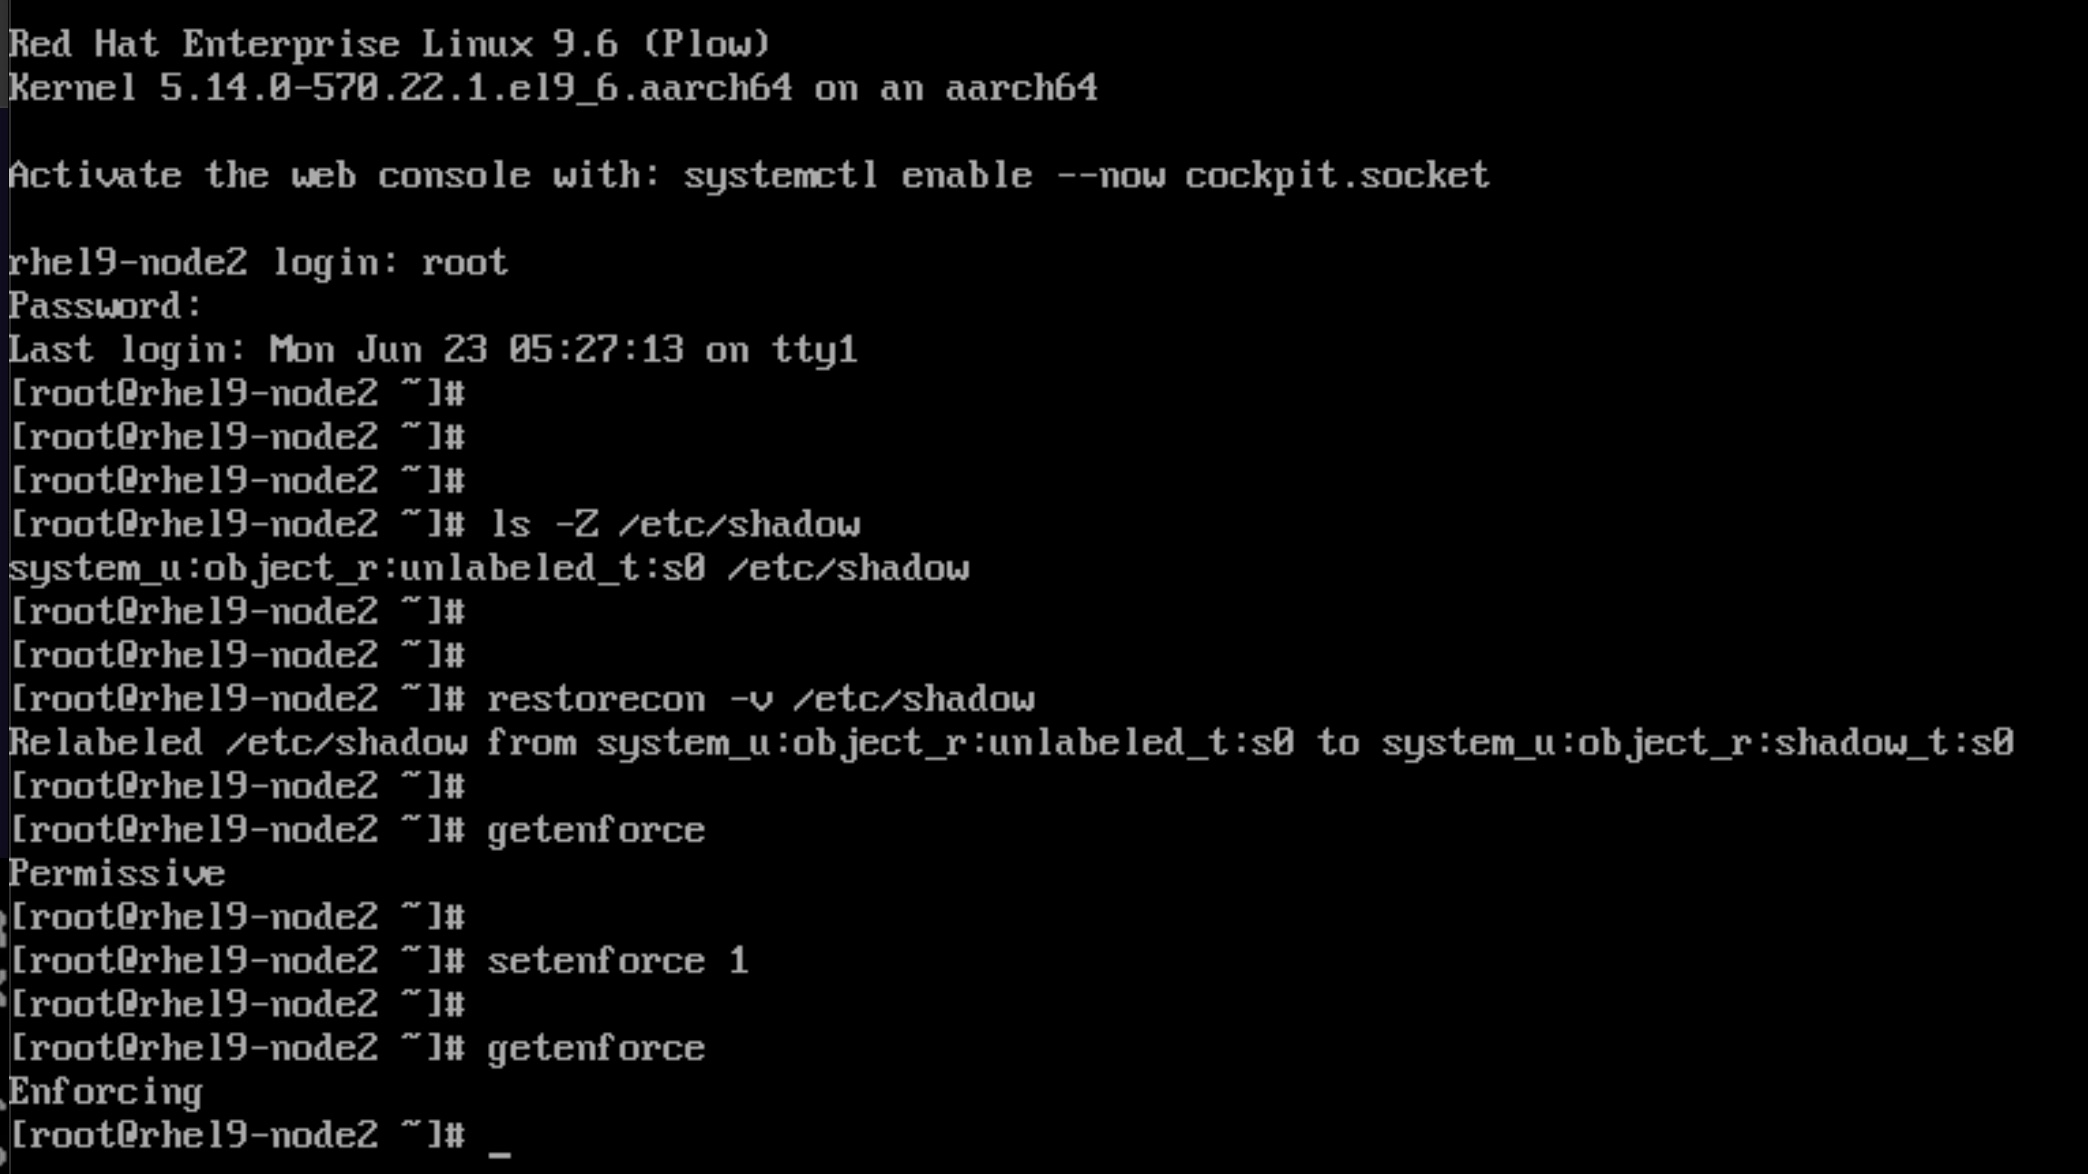 Red Hat Enterprise Linux 9.6 (Plow)
Kernel 5.14.0-570.22.1.el9_6.aarch64 on an aarch64
Activate the web console with: systemctl enable --now cockpit.socket
rhel9-node2 login: root
Password:
Last login: Mon Jun 23 05:27:13 on tty1
[root@rhel9-node2 ~]#
[root@rhel9-node2 ~]#
[root@rhel9-node2 ~]#
[root@rhel9-node2 ~]# ls -Z /etc/shadow
system_u:object_r:unlabeled_t:s0 /etc/shadow
[root@rhel9-node2 ~]#
[root@rhel9-node2 ~]#
[root@rhel9-node2 ~]# restorecon -v /etc/shadow
Relabeled /etc/shadow from system_u:object_r:unlabeled_t:s0 to system_u:object_r:shadow_t:s0
[root@rhel9-node2 ~]#
[root@rhel9-node2 ~]# getenforce
Permissive
[root@rhel9-node2 ~]#
[root@rhel9-node2 ~]# setenforce 1
[root@rhel9-node2 ~]#
[root@rhel9-node2 ~]# getenforce
Enforcing
[root@rhel9-node2 ~]# _